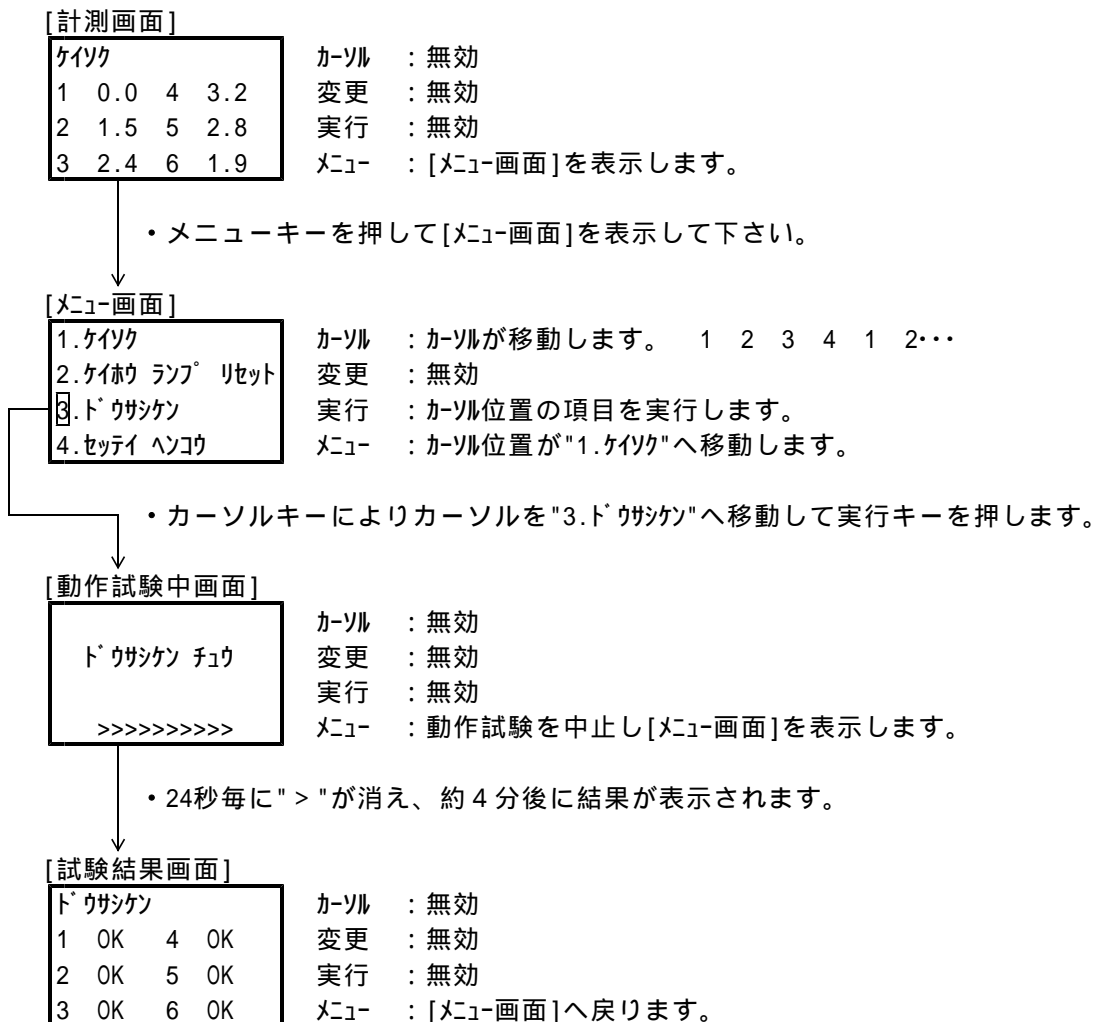 [計測画面]
ｹｲｿｸ ｶｰｿﾙ ：無効
1 0.0 4 3.2 変更 ：無効
2 1.5 5 2.8 実行 ：無効
3 2.4 6 1.9 ﾒﾆｭｰ ：[ﾒﾆｭｰ画面]を表示します。
・メニューキーを押して[ﾒﾆｭｰ画面]を表示して下さい。
[ﾒﾆｭｰ画面]
1.ｹｲｿｸ ｶｰｿﾙ ：ｶｰｿﾙが移動します。 1 2 3 4 1 2･･･
2.ｹｲﾎｳ ﾗﾝﾌﾟ ﾘｾｯﾄ 変更 ：無効
3.ﾄﾞｳｻｼｹﾝ 実行 ：ｶｰｿﾙ位置の項目を実行します。
4.ｾｯﾃｲ ﾍﾝｺｳ ﾒﾆｭｰ ：ｶｰｿﾙ位置が"1.ｹｲｿｸ"へ移動します。
・カーソルキーによりカーソルを"3.ﾄﾞｳｻｼｹﾝ"へ移動して実行キーを押します。
[動作試験中画面]
ｶｰｿﾙ ：無効
ﾄﾞｳｻｼｹﾝ ﾁｭｳ 変更 ：無効
実行 ：無効
>>>>>>>>>> ﾒﾆｭｰ ：動作試験を中止し[ﾒﾆｭｰ画面]を表示します。
・24秒毎に"＞"が消え、約４分後に結果が表示されます。
[試験結果画面]
ﾄﾞｳｻｼｹﾝ ｶｰｿﾙ ：無効
1 OK 4 OK 変更 ：無効
2 OK 5 OK 実行 ：無効
3 OK 6 OK ﾒﾆｭｰ ：[ﾒﾆｭｰ画面]へ戻ります。